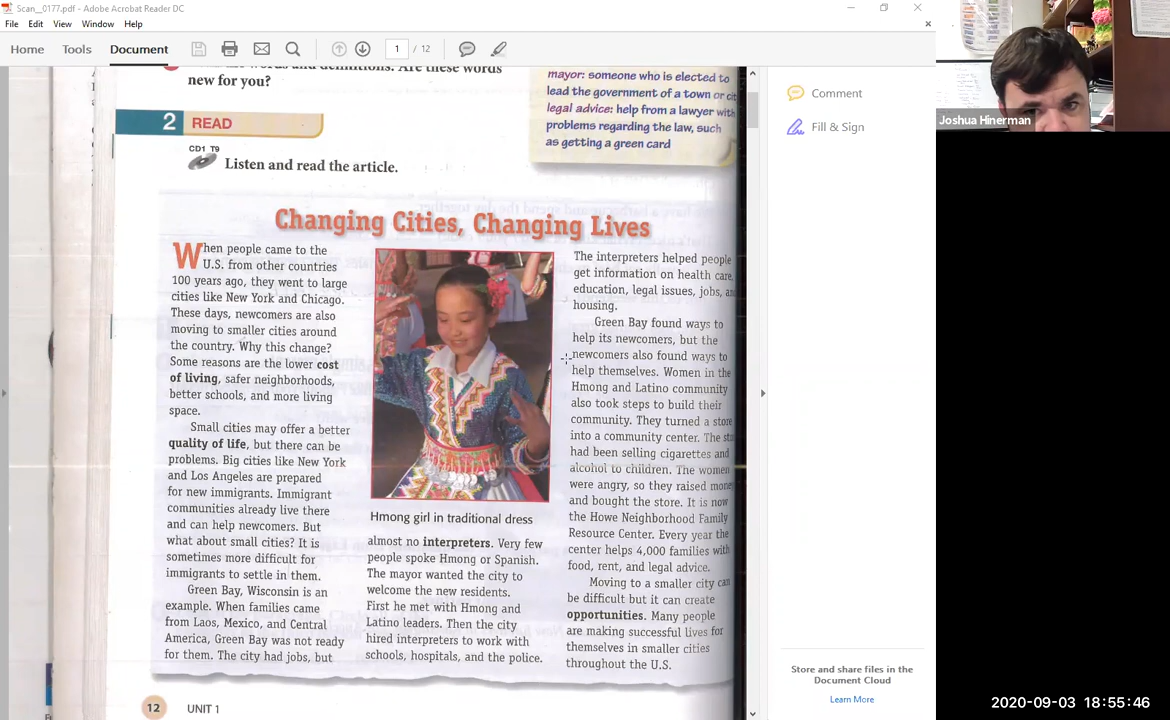 Scan__0177.pdf - Adobe Acrobat Reader DC
File Edit View Window Help
Home Tools Document
1 / 12
words and definitions. Are these words
new for you?
mayor: someone who is elected to
lead the government of a town or cit
legal advice: help from a lawyer with
problems regarding the law, such
as getting a green card
2 READ
CD1 T9
Listen and read the article.
Changing Cities, Changing Lives
When people came to the
U.S. from other countries
100 years ago, they went to large
cities like New York and Chicago.
These days, newcomers are also
moving to smaller cities around
the country. Why this change?
Some reasons are the lower cost
of living, safer neighborhoods,
better schools, and more living
space.
Small cities may offer a better
quality of life, but there can be
problems. Big cities like New York
and Los Angeles are prepared
for new immigrants. Immigrant
communities already live there
and can help newcomers. But
what about small cities? It is
sometimes more difficult for
immigrants to settle in them.
Green Bay, Wisconsin is an
example. When families came
from Laos, Mexico, and Central
America, Green Bay was not ready
for them. The city had jobs, but
Hmong girl in traditional dress
almost no interpreters. Very few
people spoke Hmong or Spanish.
The mayor wanted the city to
welcome the new residents.
First he met with Hmong and
Latino leaders. Then the city
hired interpreters to work with
schools, hospitals, and the police.
The interpreters helped people
get information on health care,
education, legal issues, jobs, an
housing.
Green Bay found ways to
help its newcomers, but the
newcomers also found ways to
help themselves. Women in the
Hmong and Latino community
also took steps to build their
community. They turned a store
into a community center. The sto
had been selling cigarettes and
alcohol to children. The women
were angry, so they raised money
and bought the store. It is now
the Howe Neighborhood Family
Resource Center. Every year the
center helps 4,000 families with
food, rent, and legal advice.
Moving to a smaller city can
be difficult but it can create
opportunities. Many people
are making successful lives for
themselves in smaller cities
throughout the U.S.
12 UNIT 1
Comment
Fill & Sign
Store and share files in the
Document Cloud
Learn More
Joshua Hinerman
2020-09-03 18:55:46